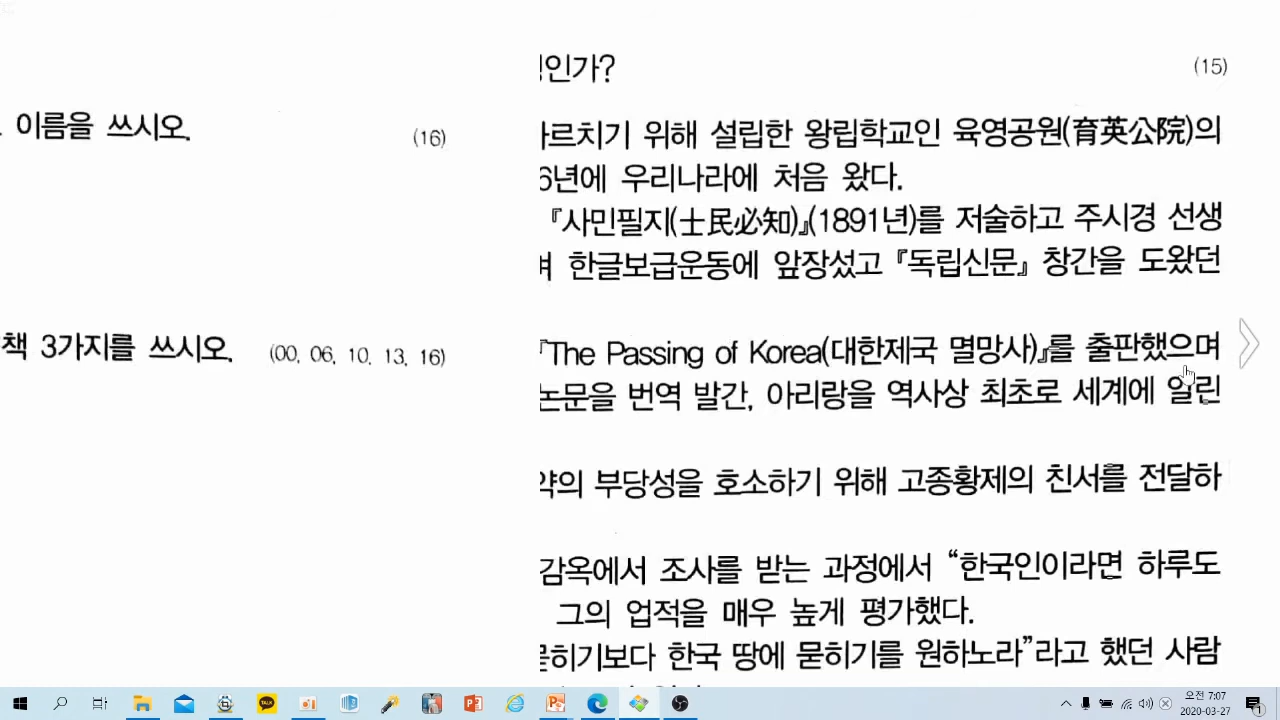 이름을 쓰시오.
(16)
책 3가지를 쓰시오.
(00, 06, 10, 13, 16)
인가?
(15)
르치기 위해 설립한 왕립학교인 육영공원(育英公院)의
6년에 우리나라에 처음 왔다.
『사민필지(士民必知)』(1891년)를 저술하고 주시경 선생
한글보급운동에 앞장섰고 『독립신문』 창간을 도왔던
『The Passing of Korea(대한제국 멸망사)』를 출판했으며
논문을 번역 발간, 아리랑을 역사상 최초로 세계에 알린
약의 부당성을 호소하기 위해 고종황제의 친서를 전달하
감옥에서 조사를 받는 과정에서 “한국인이라면 하루도
그의 업적을 매우 높게 평가했다.
히기보다 한국 땅에 묻히기를 원하노라”라고 했던 사람
오전 7:07
2020-03-27